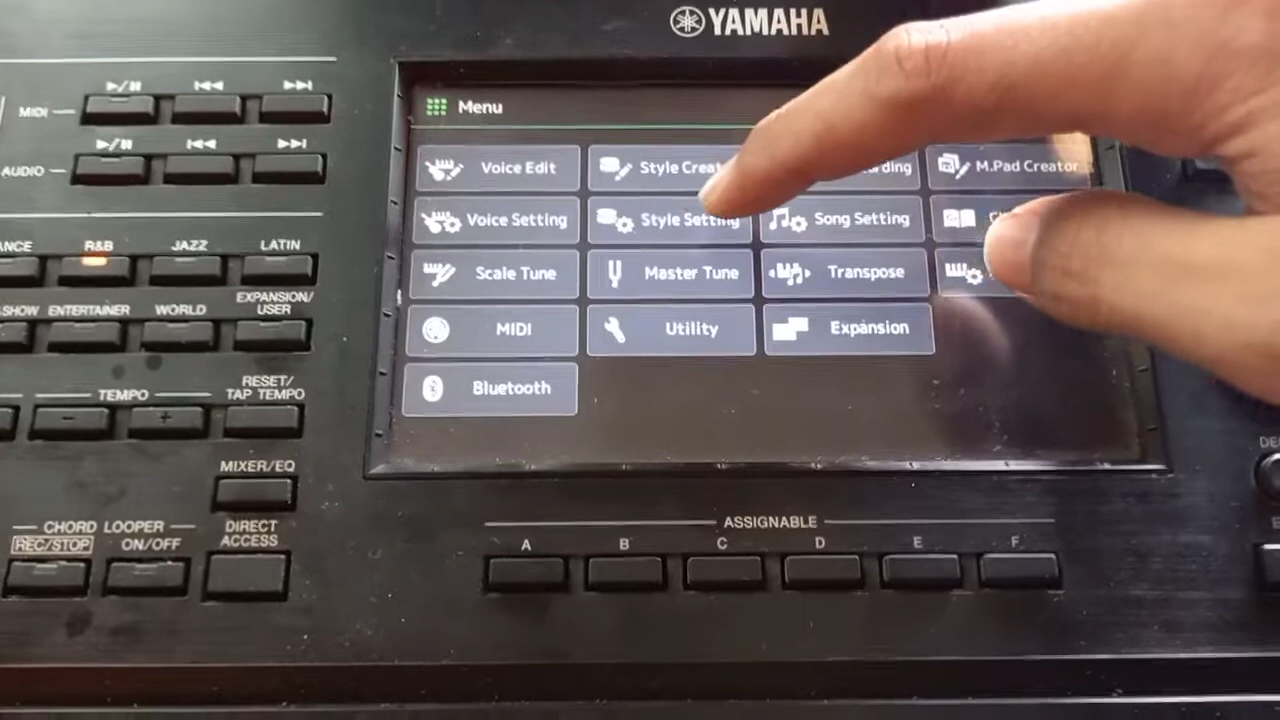 YAMAHA
MIDI
AUDIO
ANCE R&B JAZZ LATIN
SHOW ENTERTAINER WORLD EXPANSION/
USER
TEMPO
- +
RESET/
TAP TEMPO
MIXER/EQ
CHORD LOOPER
REC/STOP ON/OFF
DIRECT
ACCESS
Menu
Voice Edit Style Creat rding M.Pad Creator
Voice Setting Style Setting Song Setting
Scale Tune Master Tune Transpose
MIDI Utility Expansion
Bluetooth
ASSIGNABLE
A B C D E F